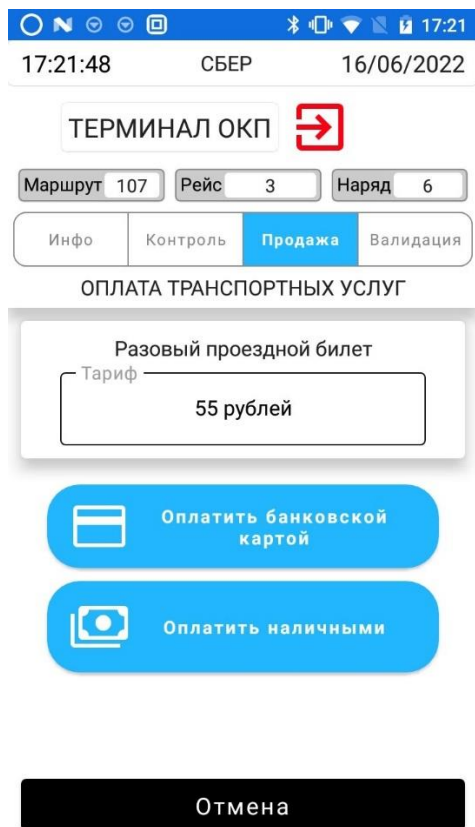 17:21
17:21:48 СБЕР 16/06/2022
ТЕРМИНАЛ ОКП
Маршрут 107 Рейс 3 Наряд 6
Инфо Контроль Продажа Валидация
ОПЛАТА ТРАНСПОРТНЫХ УСЛУГ
Разовый проездной билет
Тариф
55 рублей
Оплатить банковской
картой
Оплатить наличными
Отмена